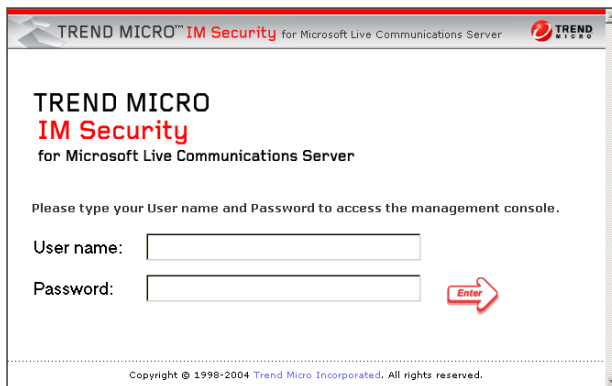 TREND MICRO™ IM Security for Microsoft Live Communications Server
TREND MICRO
TREND MICRO
IM Security
for Microsoft Live Communications Server
Please type your User name and Password to access the management console.
User name:
Password:
Enter
Copyright © 1998-2004 Trend Micro Incorporated. All rights reserved.